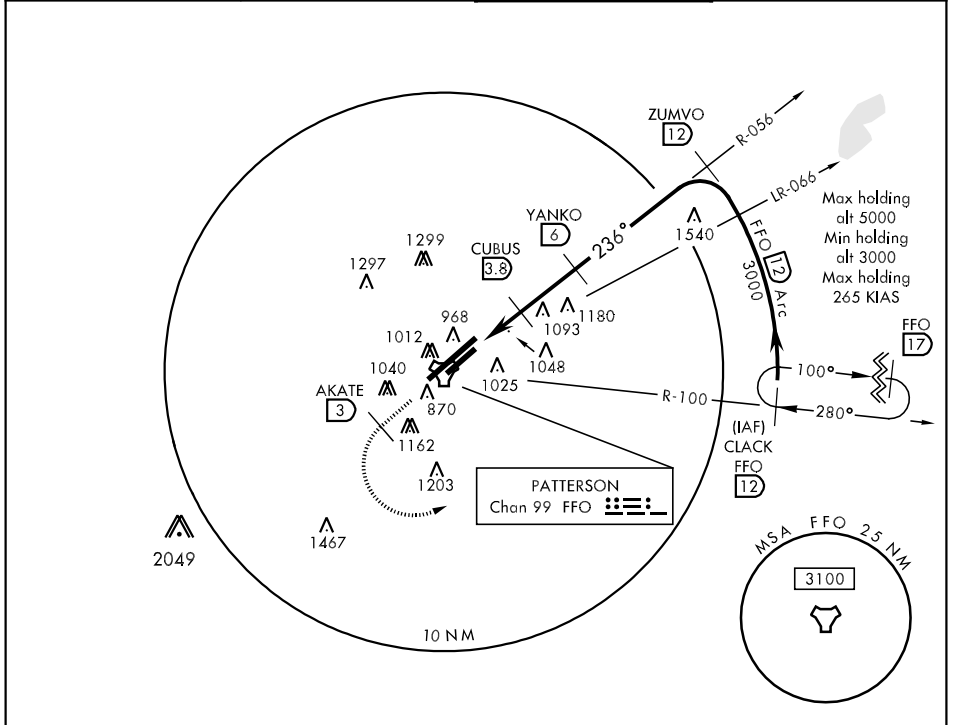 ZUMVO
12
R-056
LR-066
Max holding
alt 5000
Min holding
alt 3000
Max holding
265 KIAS
YANKO
6
236°
1540
FFO 12 Arc
3000
1299
1297
CUBUS
3.8
1180
1093
968
1012
1048
1040
1025
AKATE
3
870
1162
R-100
FFO
17
100°
280°
(IAF)
CLACK
FFO
12
1203
PATTERSON
Chan 99 FFO
1467
2049
MSA FFO 25 NM
3100
10 NM